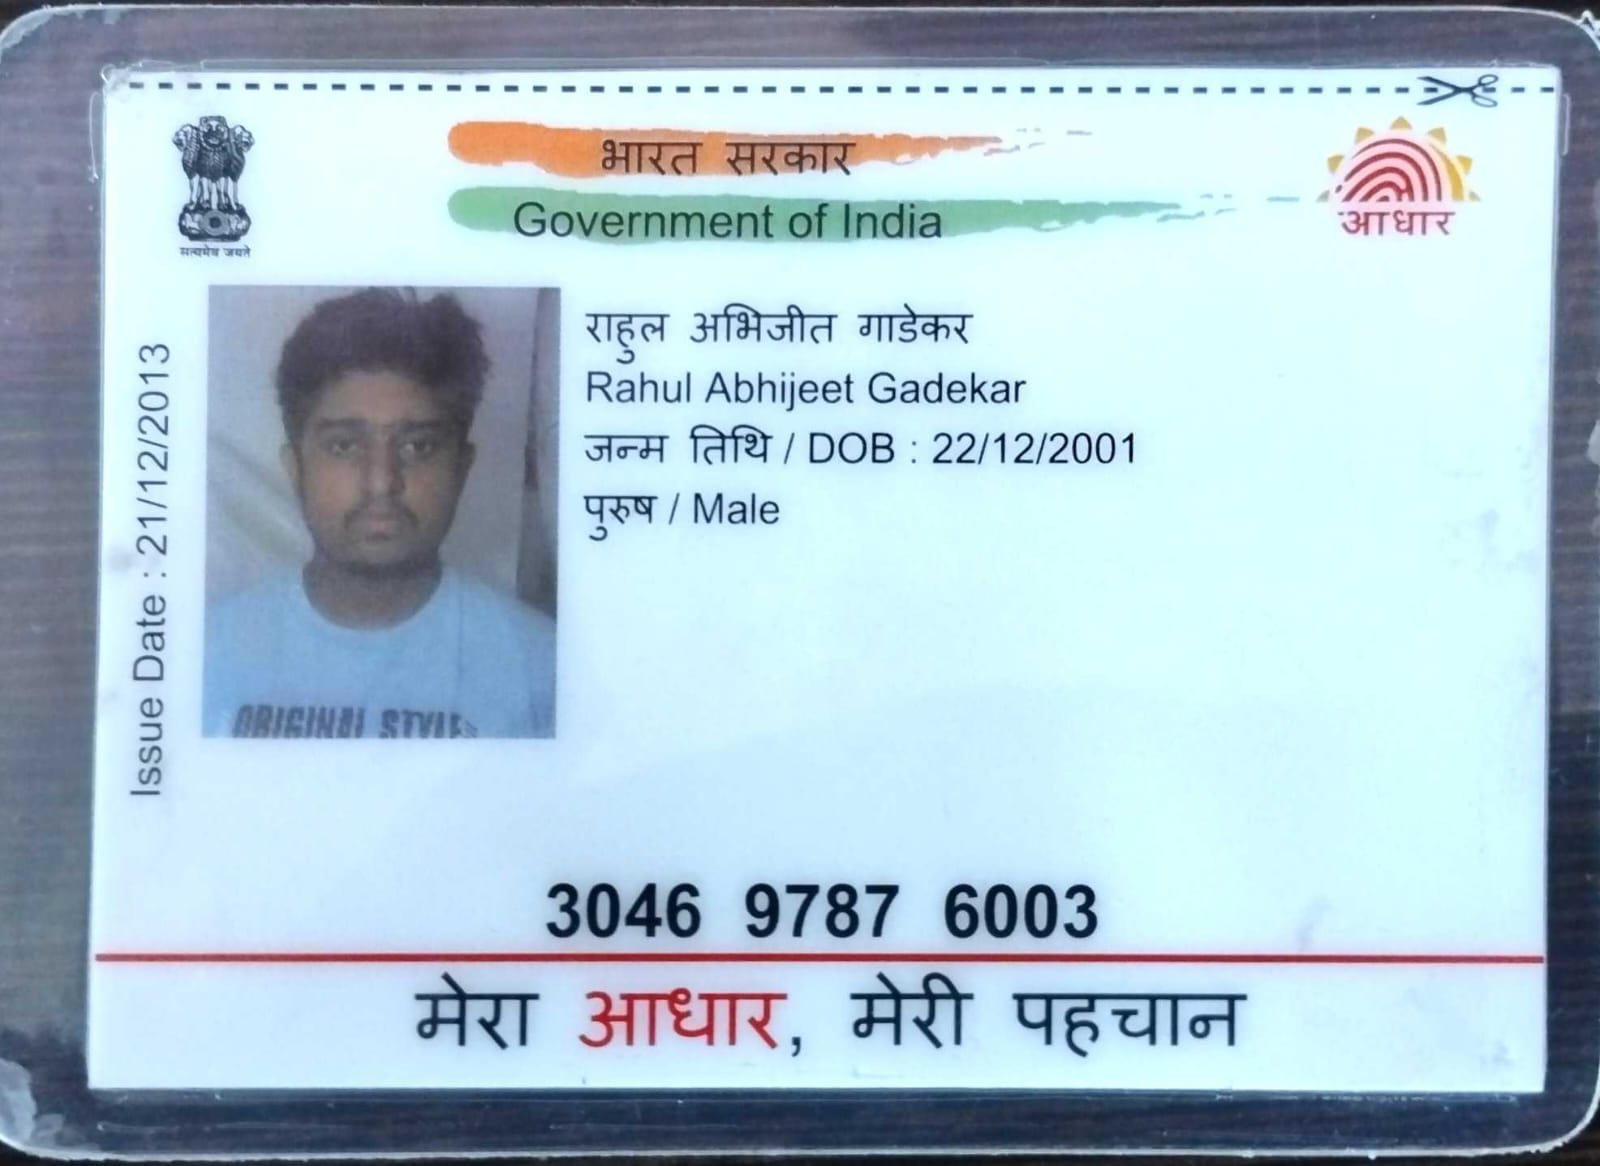 भारत सरकार
Government of India
सत्यमेव जयते
आधार
Issue Date : 21/12/2013
राहुल अभिजीत गाडेकर
Rahul Abhijeet Gadekar
जन्म तिथि / DOB : 22/12/2001
पुरुष / Male
ORIGINAL STYLE
3046 9787 6003
मेरा आधार, मेरी पहचान